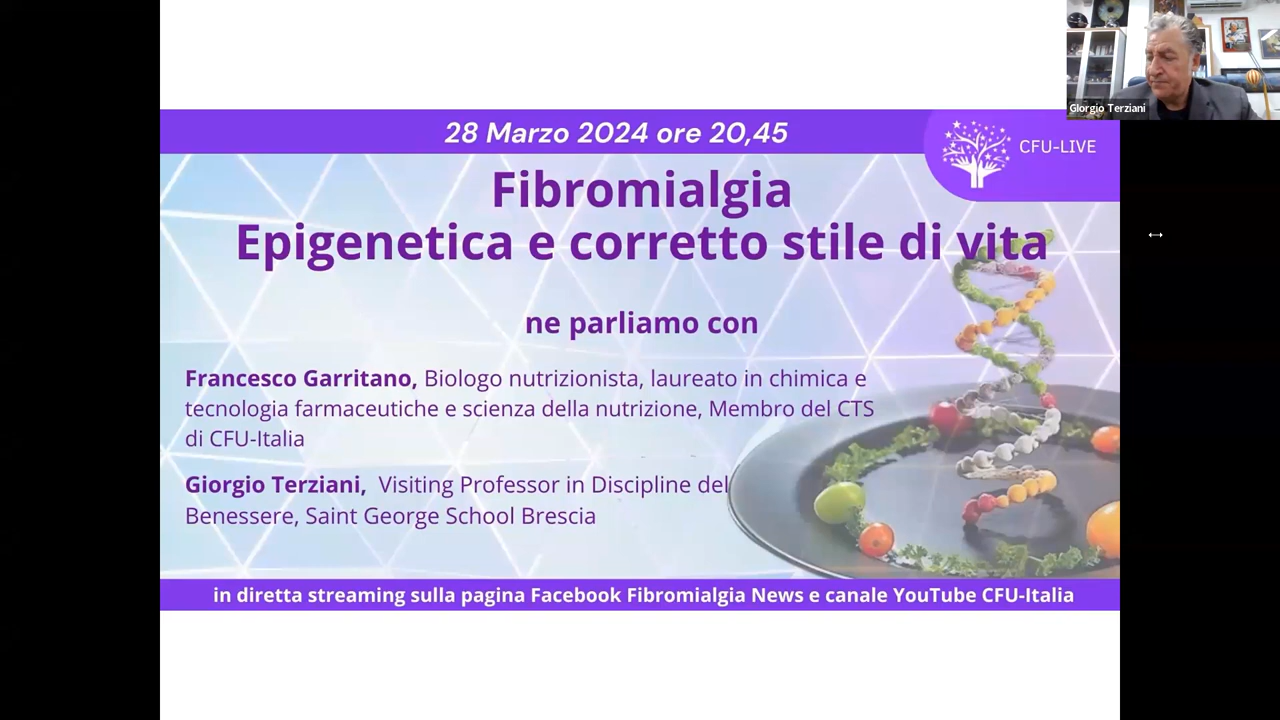 GIorgio Terziani
28 Marzo 2024 ore 20,45
CFU-LIVE
Fibromialgia
Epigenetica e corretto stile di vita
ne parliamo con
Francesco Garritano, Biologo nutrizionista, laureato in chimica e
tecnologia farmaceutiche e scienza della nutrizione, Membro del CTS
di CFU-Italia
Giorgio Terziani, Visiting Professor in Discipline del
Benessere, Saint George School Brescia
in diretta streaming sulla pagina Facebook Fibromialgia News e canale YouTube CFU-Italia